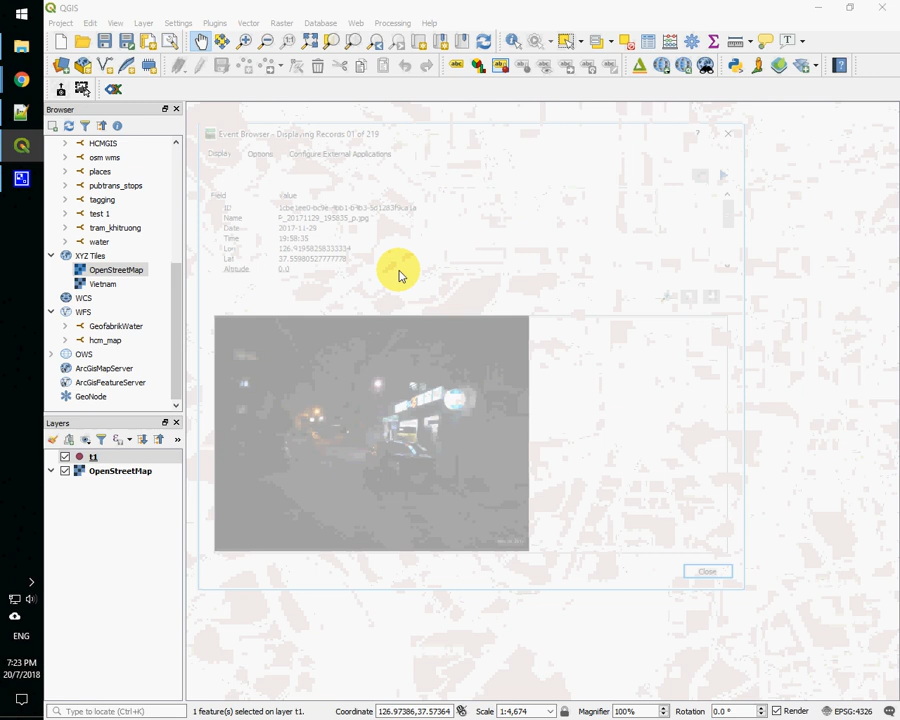 QGIS
Project Edit View Layer Settings Plugins Vector Raster Database Web Processing Help
Browser
HCMGIS
osm wms
places
pubtrans_stops
tagging
test 1
tram_khitruong
water
XYZ Tiles
OpenStreetMap
Vietnam
WCS
WFS
GeofabrikWater
hcm_map
OWS
ArcGisMapServer
ArcGisFeatureServer
GeoNode
Layers
t1
OpenStreetMap
Event Browser - Displaying Records 01 of 219
Display Options Configure External Applications
Field Value
ID
Name P_20171129_195835_p.jpg
Date 2017-11-29
Time 19:58:35
Lon 126.91958258333334
Lat 37.55980527777778
Altitude 0.0
Close
ENG
7:23 PM
20/7/2018
Type to locate (Ctrl+K) 1 feature(s) selected on layer t1. Coordinate 126.97386,37.57364 Scale 1:4,674 Magnifier 100% Rotation 0.0 ° Render EPSG:4326